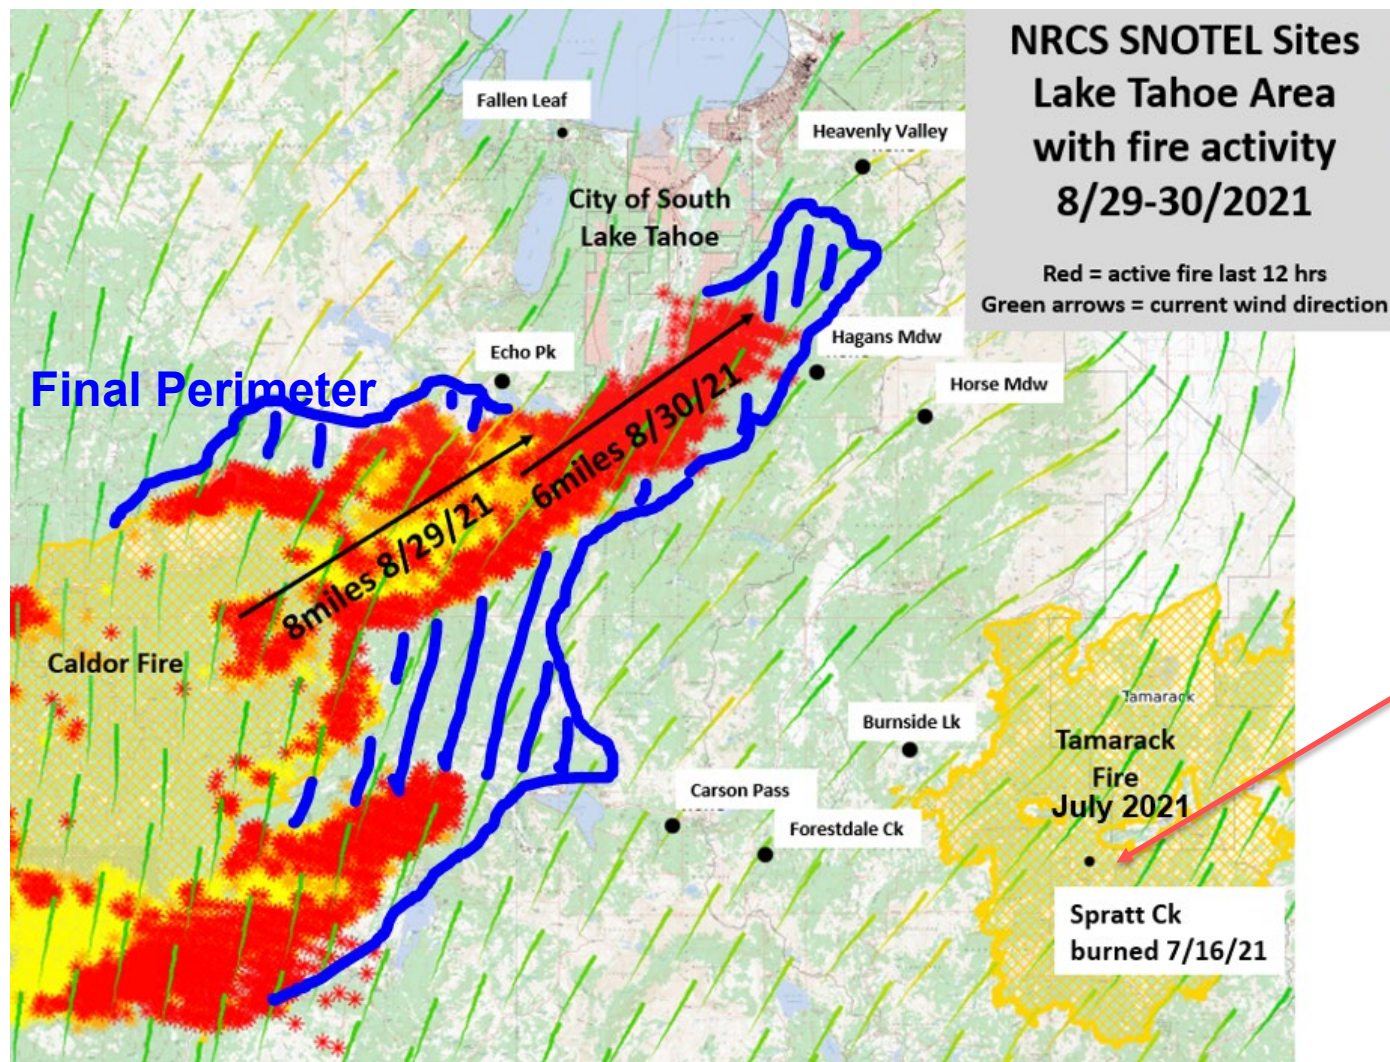 NRCS SNOTEL Sites
Lake Tahoe Area
with fire activity
8/29-30/2021
Red = active fire last 12 hrs
Green arrows = current wind direction
Fallen Leaf
Heavenly Valley
City of South
Lake Tahoe
Echo Pk
Hagans Mdw
Horse Mdw
Final Perimeter
8miles 8/29/21
6miles 8/30/21
Caldor Fire
Tamarack
Burnside Lk
Tamarack
Fire
July 2021
Carson Pass
Forestdale Ck
Spratt Ck
burned 7/16/21